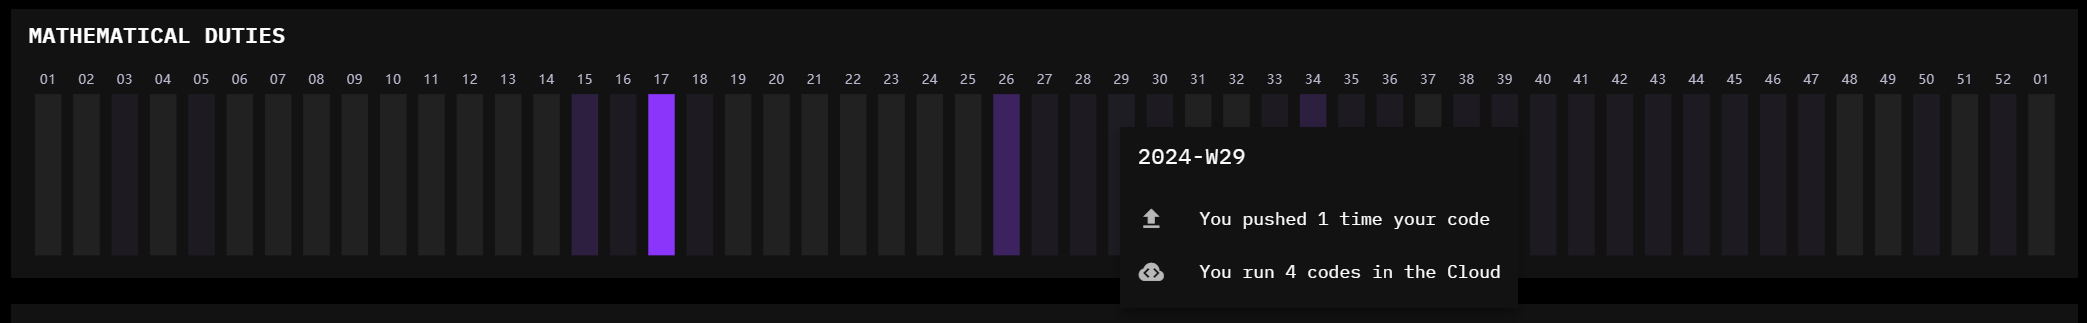 MATHEMATICAL DUTIES
01 02 03 04 05 06 07 08 09 10 11 12 13 14 15 16 17 18 19 20 21 22 23 24 25 26 27 28 29 30 31 32 33 34 35 36 37 38 39 40 41 42 43 44 45 46 47 48 49 50 51 52 01
2024-W29
You pushed 1 time your code
You run 4 codes in the Cloud